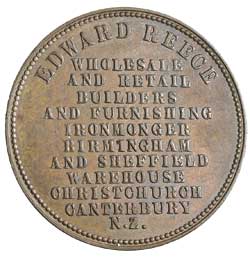 EDWARD REECE
WHOLESALE
AND RETAIL
BUILDERS
AND FURNISHING
IRONMONGER
BIRMINGHAM
AND SHEFFIELD
WAREHOUSE
CHRISTCHURCH
CANTERBURY
N.Z.